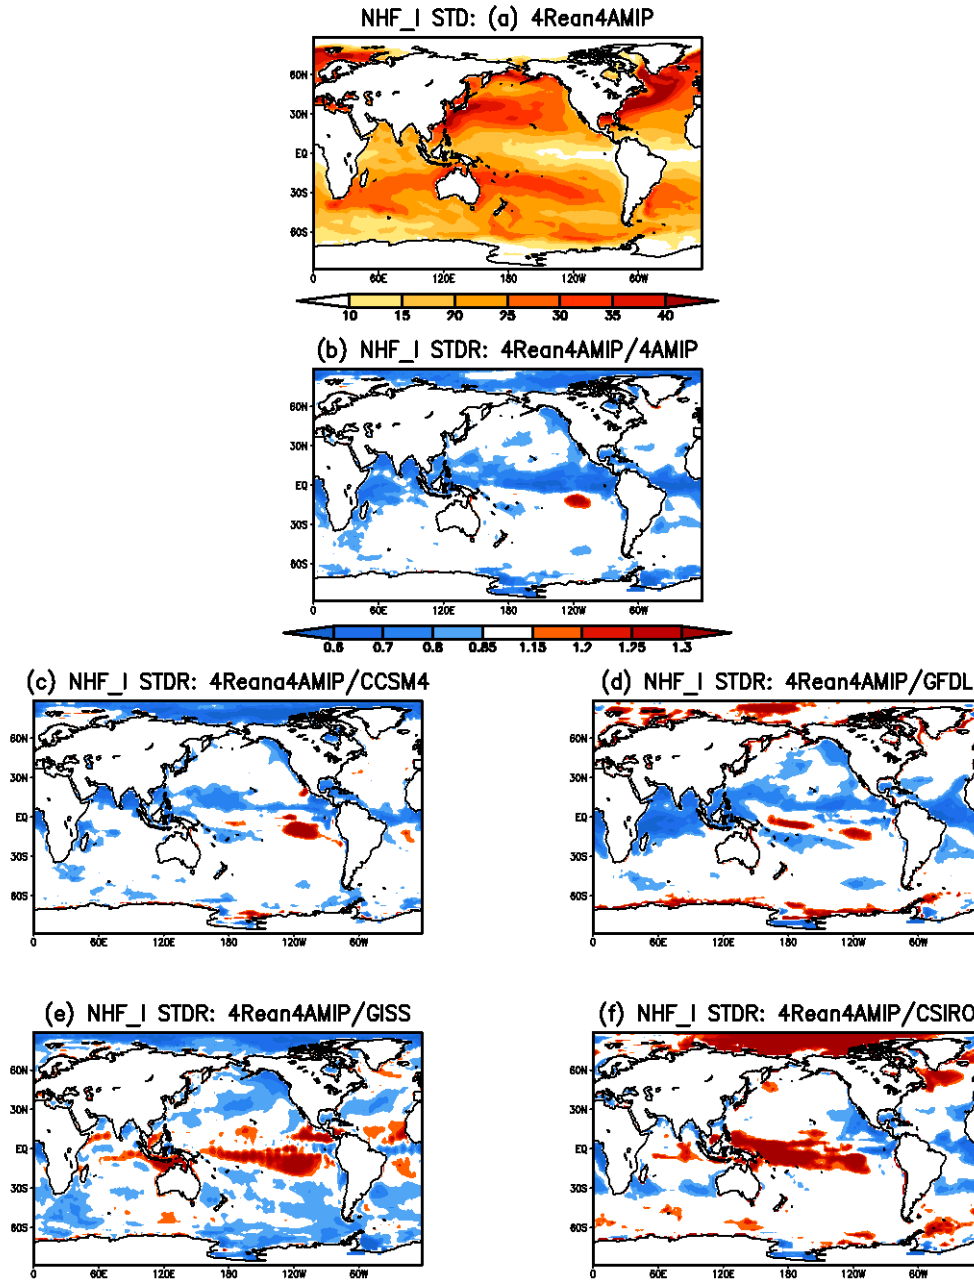 NHF_I STD: (a) 4Rean4AMIP
60N
30N
EQ
30S
60S
0 60E 120E 180 120W 60W
10 15 20 25 30 35 40
(b) NHF_I STDR: 4Rean4AMIP/4AMIP
60N
30N
EQ
30S
60S
0 60E 120E 180 120W 60W
0.6 0.7 0.8 0.85 1.15 1.2 1.25 1.3
(c) NHF_I STDR: 4Reana4AMIP/CCSM4
60N
30N
EQ
30S
60S
0 60E 120E 180 120W 60W
(d) NHF_I STDR: 4Rean4AMIP/GFDL
60N
30N
EQ
30S
60S
0 60E 120E 180 120W 60W
(e) NHF_I STDR: 4Rean4AMIP/GISS
60N
30N
EQ
30S
60S
0 60E 120E 180 120W 60W
(f) NHF_I STDR: 4Rean4AMIP/CSIRO
60N
30N
EQ
30S
60S
0 60E 120E 180 120W 60W